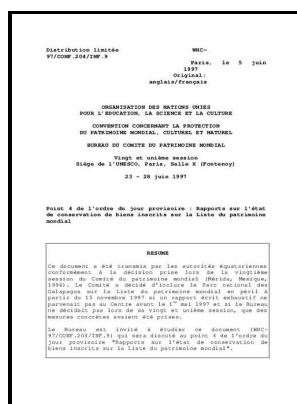 Distribution limitée WHC-
97/CONF.204/INF.9
Paris, le 5 juin
1997
Original:
anglais/français
ORGANISATION DES NATIONS UNIES
POUR L'EDUCATION, LA SCIENCE ET LA CULTURE
CONVENTION CONCERNANT LA PROTECTION
DU PATRIMOINE MONDIAL, CULTUREL ET NATUREL
BUREAU DU COMITE DU PATRIMOINE MONDIAL
Vingt et unième session
Siège de l'UNESCO, Paris, Salle X (Fontenoy)
23 - 28 juin 1997
Point 4 de l'ordre du jour provisoire : Rapports sur l'état
de conservation de biens inscrits sur la Liste du patrimoine
mondial
RESUME
Ce document a été transmis par les autorités équatoriennes
conformément à la décision prise lors de la vingtième
session du Comité du patrimoine mondial (Mérida, Mexique,
1996). Le Comité a décidé d'inclure le Parc national des
Galapagos sur la Liste du patrimoine mondial en péril à
partir du 15 novembre 1997 si un rapport écrit exhaustif ne
parvenait pas au Centre avant le 1er mai 1997 et si le Bureau
ne décidait pas lors de sa vingt et unième session, que des
mesures concrètes avaient été prises.
Le Bureau est invité à étudier ce document (WHC-
97/CONF.204/INF.9) qui sera discuté au point 4 de l'ordre du
jour provisoire "Rapports sur l'état de conservation de
biens inscrits sur la Liste du patrimoine mondial".